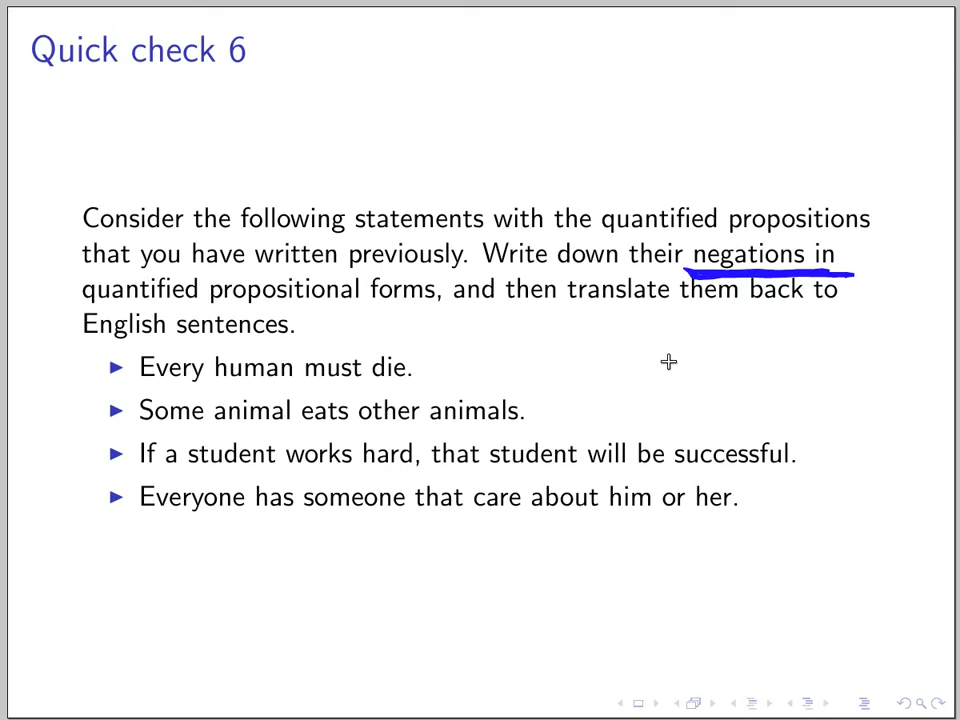 Quick check 6
Consider the following statements with the quantified propositions
that you have written previously. Write down their negations in
quantified propositional forms, and then translate them back to
English sentences.
Every human must die.
Some animal eats other animals.
If a student works hard, that student will be successful.
Everyone has someone that care about him or her.